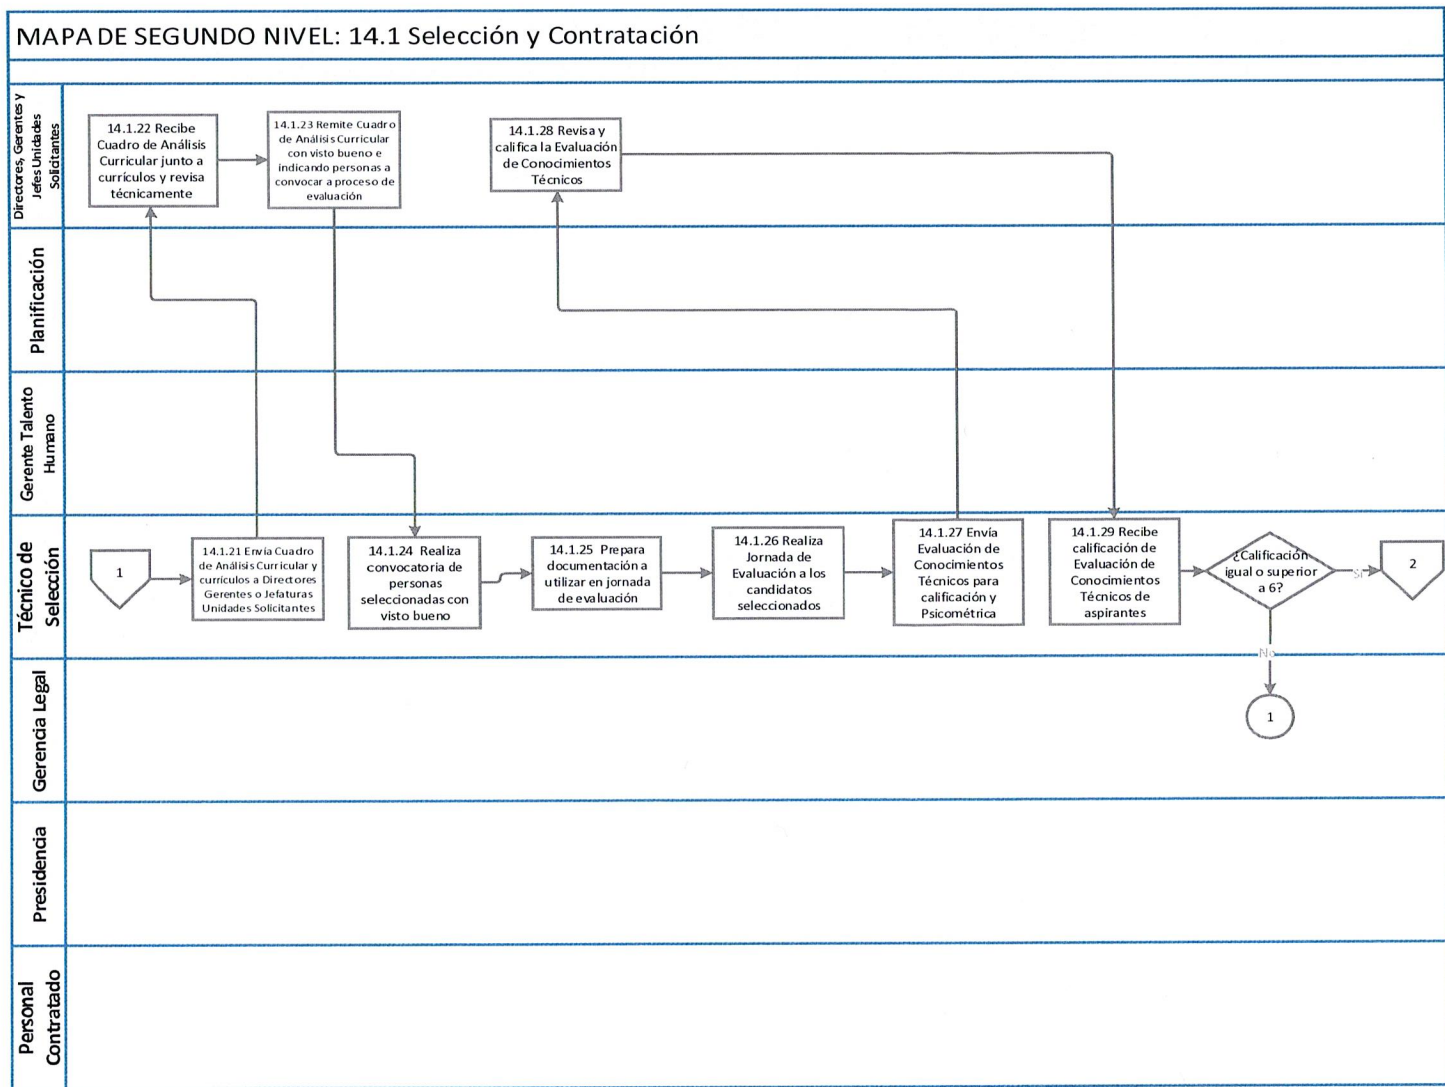 MAPA DE SEGUNDO NIVEL: 14.1 Selección y Contratación
Directores, Gerentes y
Jefes Unidades
Solicitantes
14.1.22 Recibe
Cuadro de Análisis
Curricular junto a
currículos y revisa
técnicamente
14.1.23 Remite Cuadro
de Análisis Curricular
con visto bueno e
indicando personas a
convocar a proceso de
evaluación
14.1.28 Revisa y
califica la Evaluación
de Conocimientos
Técnicos
Planificación
Gerente Talento
Humano
Técnico de
Selección
1
14.1.21 Envía Cuadro
de Análisis Curricular y
currículos a Directores
Gerentes o Jefaturas
Unidades Solicitantes
14.1.24 Realiza
convocatoria de
personas
seleccionadas con
visto bueno
14.1.25 Prepara
documentación a
utilizar en jornada
de evaluación
14.1.26 Realiza
Jornada de
Evaluación a los
candidatos
seleccionados
14.1.27 Envía
Evaluación de
Conocimientos
Técnicos para
calificación y
Psicométrica
14.1.29 Recibe
calificación de
Evaluación de
Conocimientos
Técnicos de
aspirantes
¿Calificación
igual o superior
a 6?
Sí
2
No
Gerencia Legal
1
Presidencia
Personal
Contratado